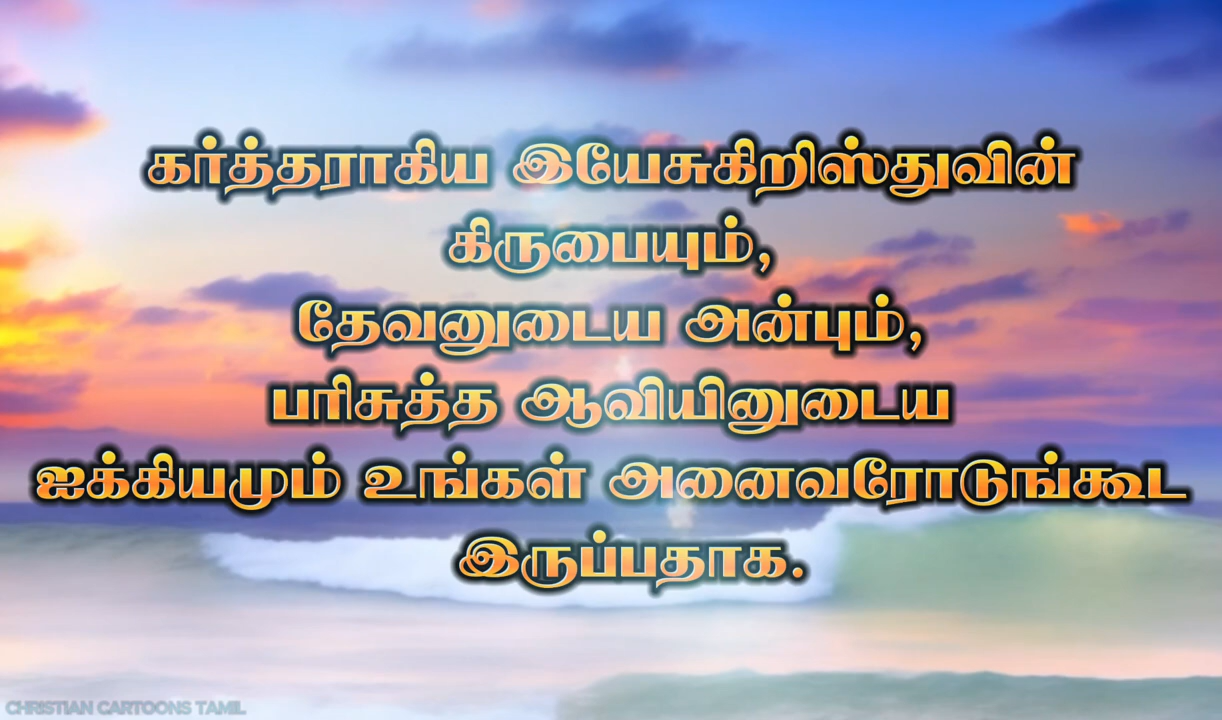 கர்த்தராகிய இயேசுகிறிஸ்துவின்
கிருபையும்,
தேவனுடைய அன்பும்,
பரிசுத்த ஆவியினுடைய
ஐக்கியமும் உங்கள் அனைவரோடுங்கூட
இருப்பதாக.
CHRISTIAN CARTOONS TAMIL